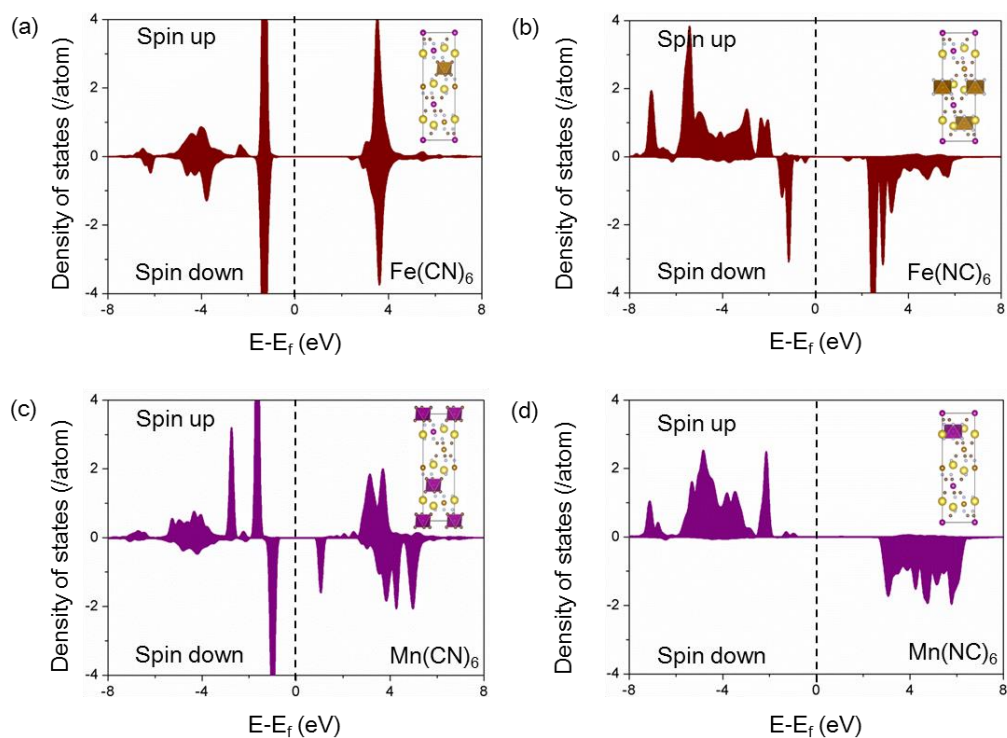 (a)
Density of states (/atom)
4
2
0
-2
-4
Spin up
Spin down
Fe(CN)6
-8
-4
0
4
8
E-Ef (eV)
(b)
Density of states (/atom)
4
2
0
-2
-4
Spin up
Spin down
Fe(NC)6
-8
-4
0
4
8
E-Ef (eV)
(c)
Density of states (/atom)
4
2
0
-2
-4
Spin up
Spin down
Mn(CN)6
-8
-4
0
4
8
E-Ef (eV)
(d)
Density of states (/atom)
4
2
0
-2
-4
Spin up
Spin down
Mn(NC)6
-8
-4
0
4
8
E-Ef (eV)